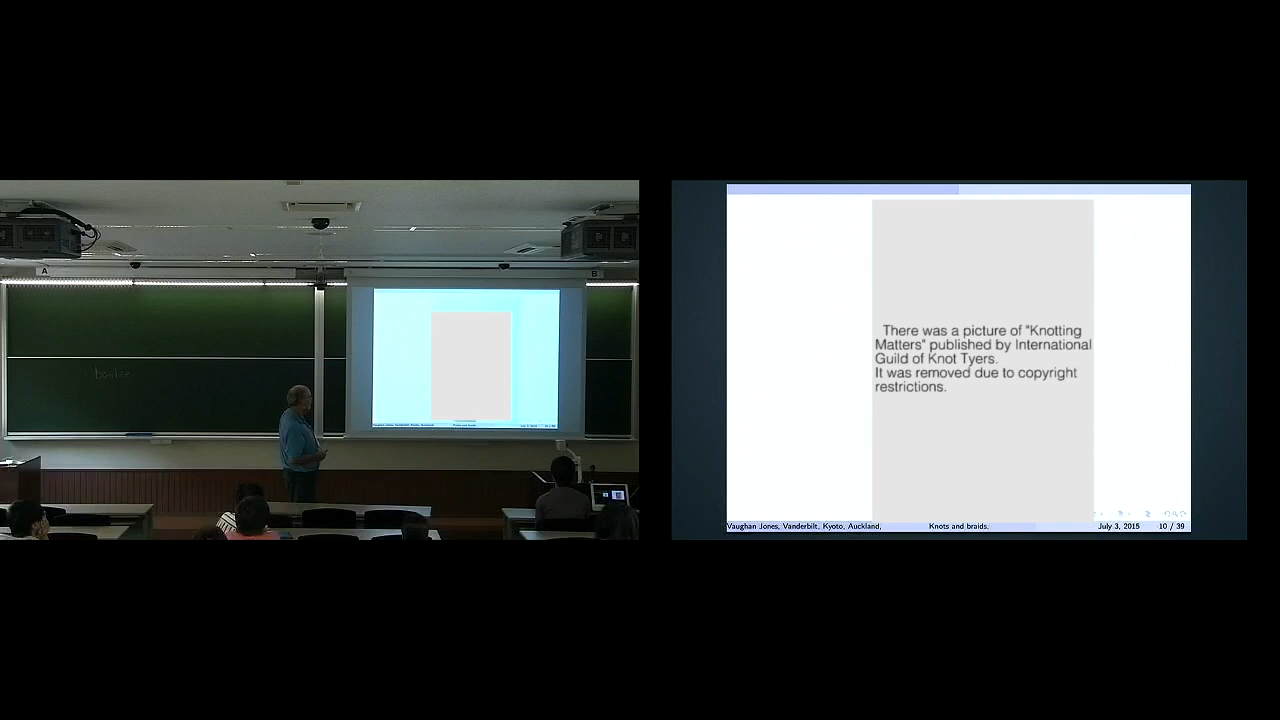 A
B
bowline
There was a picture of "Knotting
Matters" published by International
Guild of Knot Tyers.
It was removed due to copyright
restrictions.
Vaughan Jones, Vanderbilt, Kyoto, Auckland, Knots and braids. July 3, 2015 10 / 39